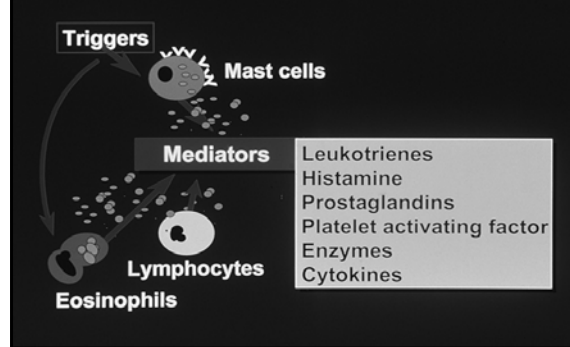 Triggers
Mast cells
Mediators
Leukotrienes
Histamine
Prostaglandins
Platelet activating factor
Enzymes
Cytokines
Lymphocytes
Eosinophils